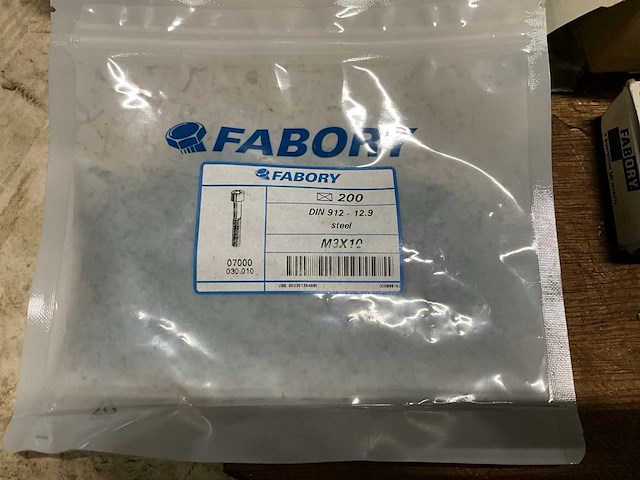 FABORY
FABORY
200
DIN 912 - 12.9
steel
M3X10
07000
030.010
FABORY